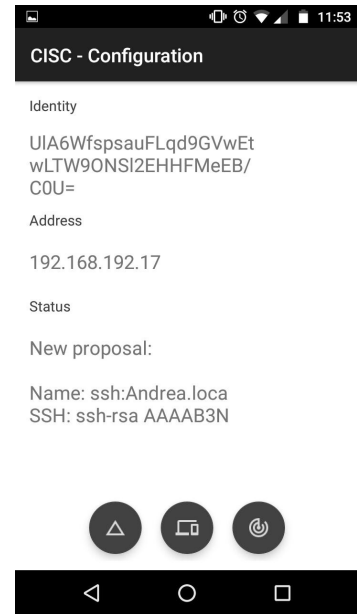 11:53
CISC - Configuration
Identity
UlA6WfspsauFLqd9GVwEt
wLTW9ONSl2EHHFMeEB/
C0U=
Address
192.168.192.17
Status
New proposal:
Name: ssh:Andrea.loca
SSH: ssh-rsa AAAAB3N